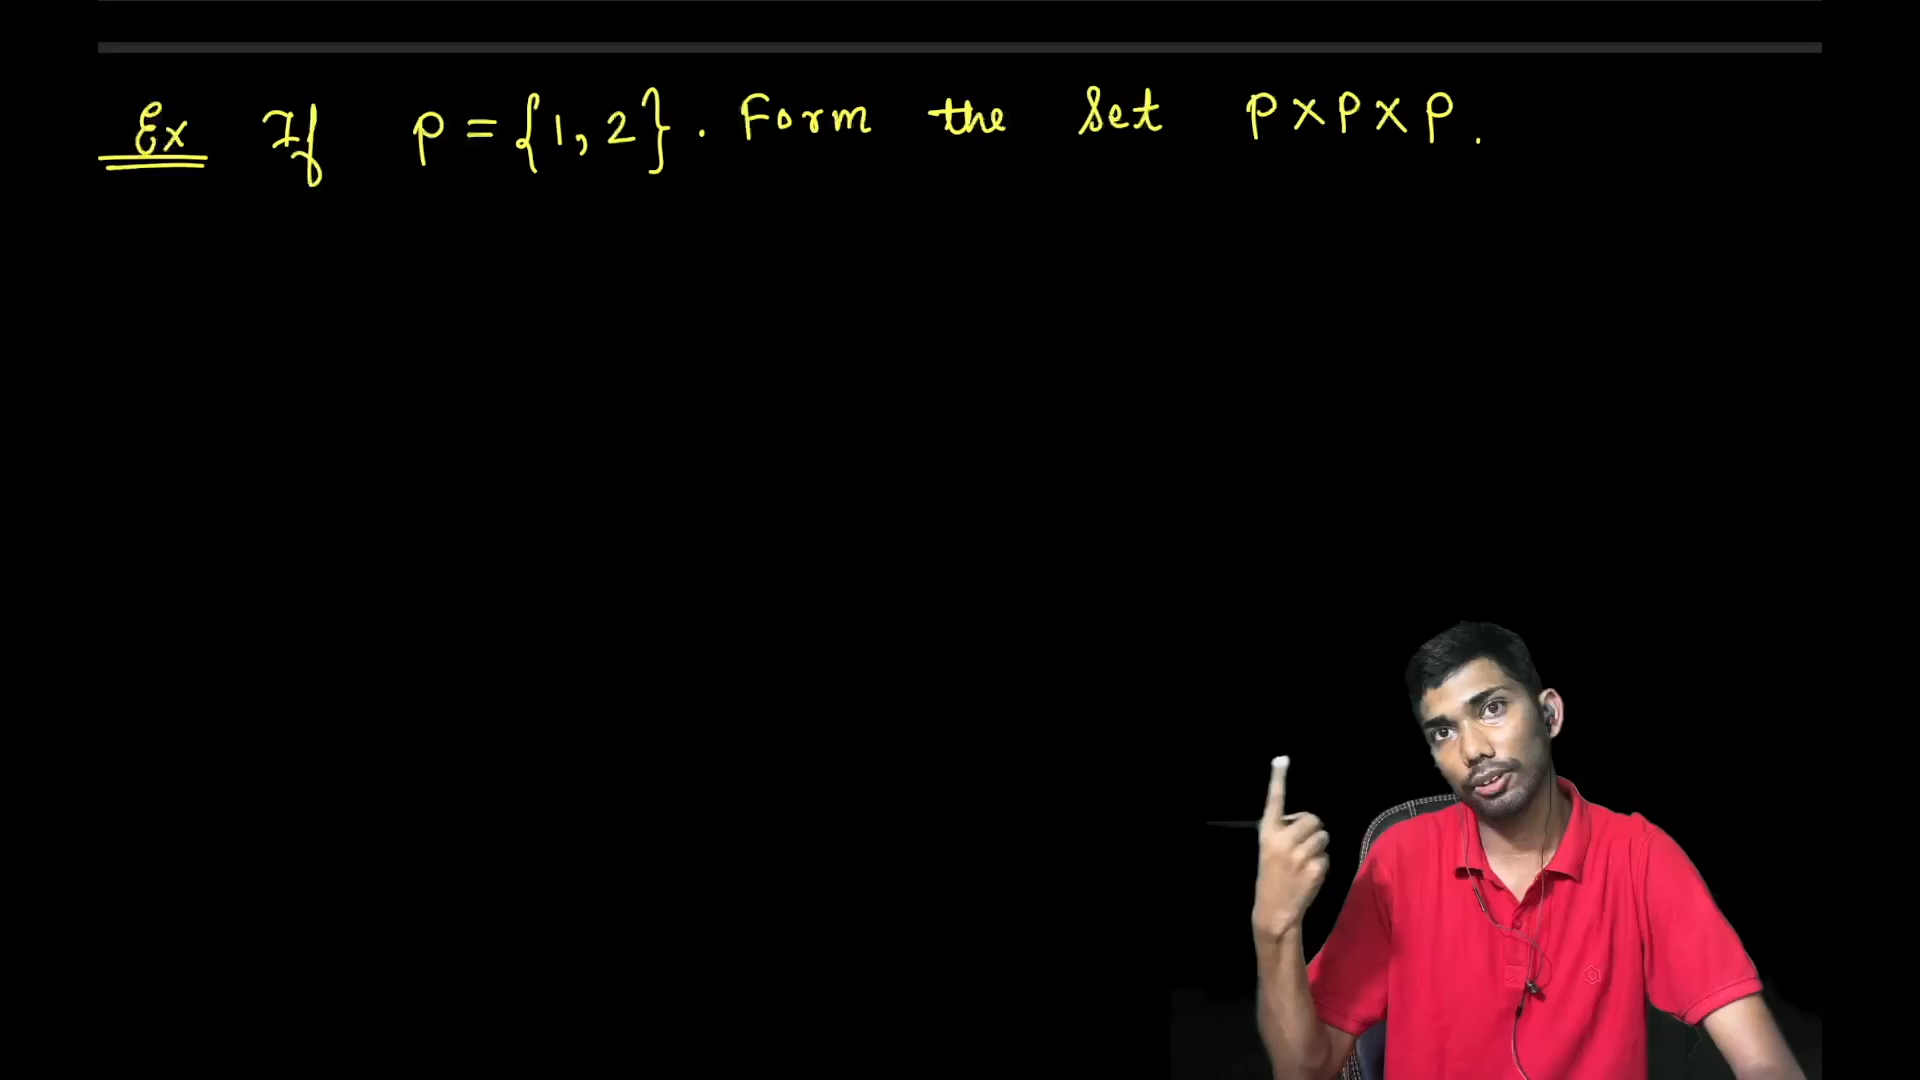 Ex If P = {1, 2}. Form the set P × P × P.